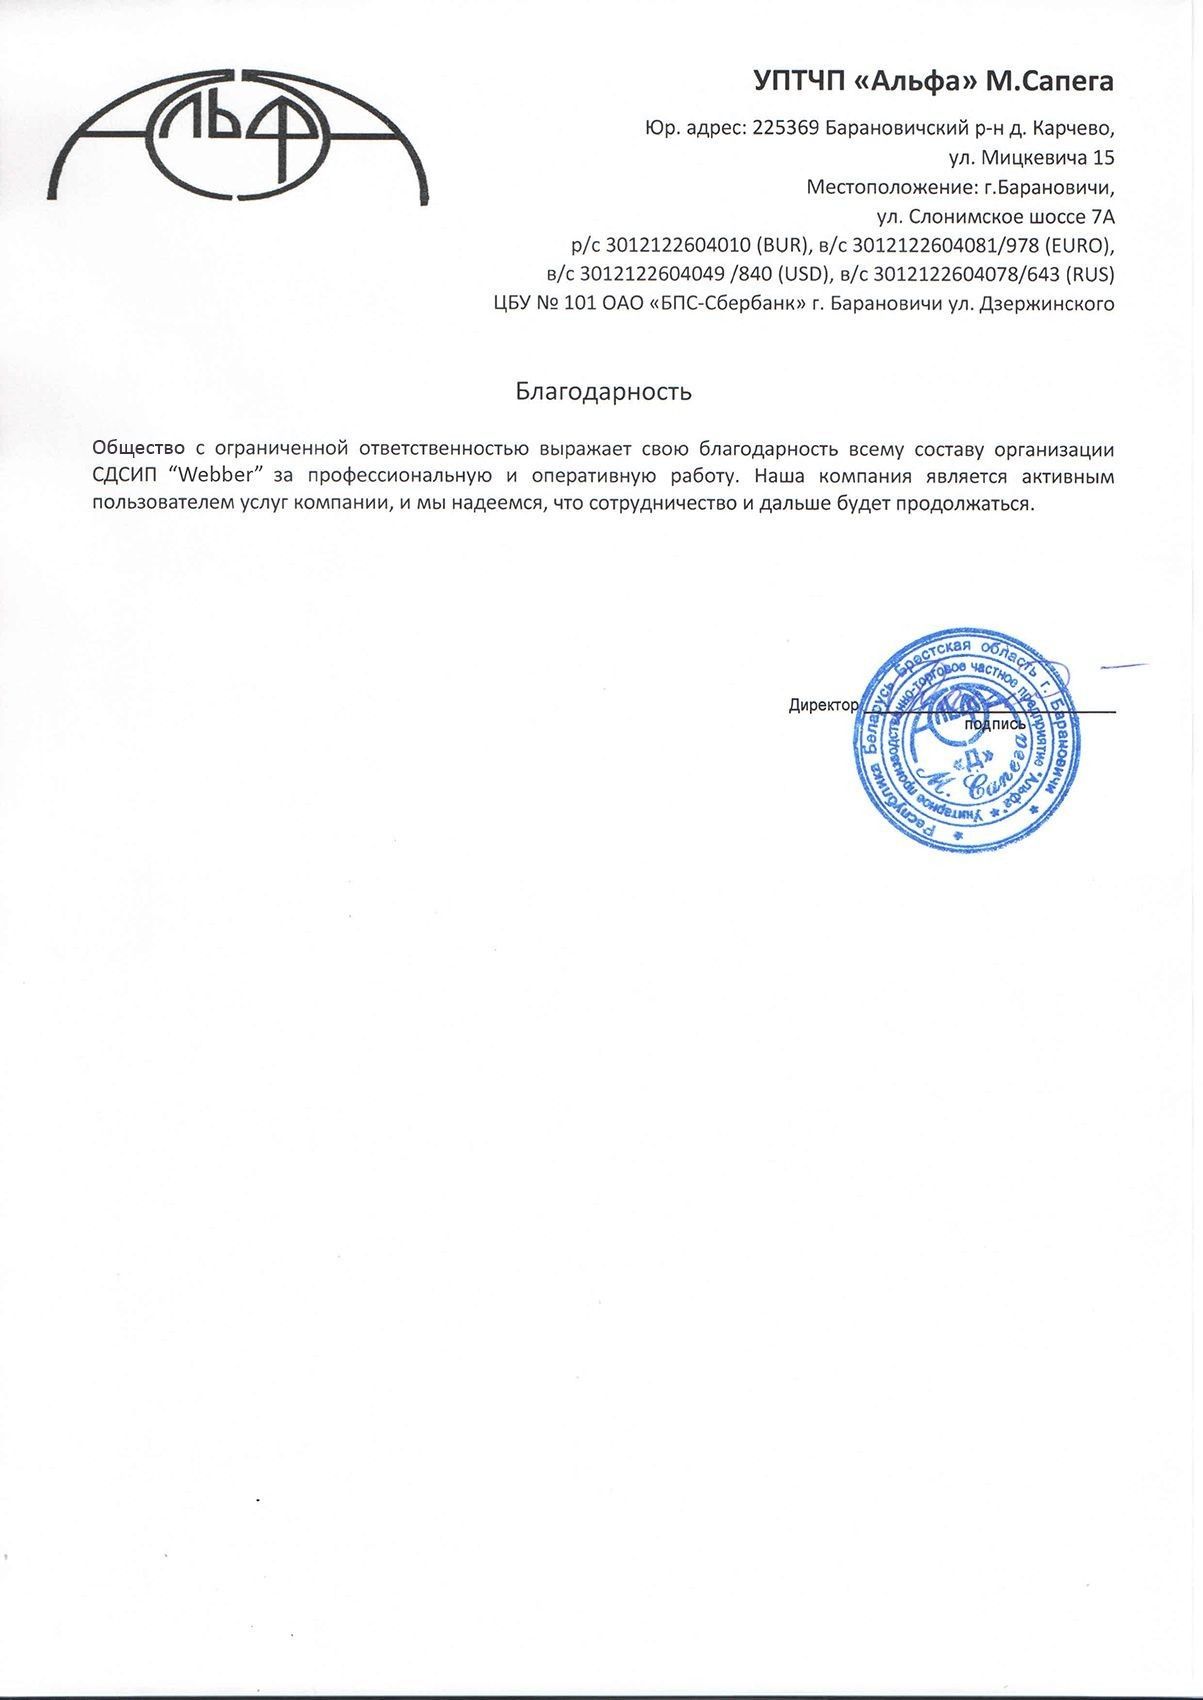 АЛЬФА
УПТЧП «Альфа» М.Сапега
Юр. адрес: 225369 Барановичский р-н д. Карчево,
ул. Мицкевича 15
Местоположение: г.Барановичи,
ул. Слонимское шоссе 7А
р/с 3012122604010 (BUR), в/с 3012122604081/978 (EURO),
в/с 3012122604049 /840 (USD), в/с 3012122604078/643 (RUS)
ЦБУ № 101 ОАО «БПС-Сбербанк» г. Барановичи ул. Дзержинского
Благодарность
Общество с ограниченной ответственностью выражает свою благодарность всему составу организации
СДСИП “Webber” за профессиональную и оперативную работу. Наша компания является активным
пользователем услуг компании, и мы надеемся, что сотрудничество и дальше будет продолжаться.
Директор
подпись
Республика Беларусь Брестская область г. Барановичи
Унитарное производственно-торговое частное предприятие "Альфа"
АЛЬФА
«Д»
М. Сапега